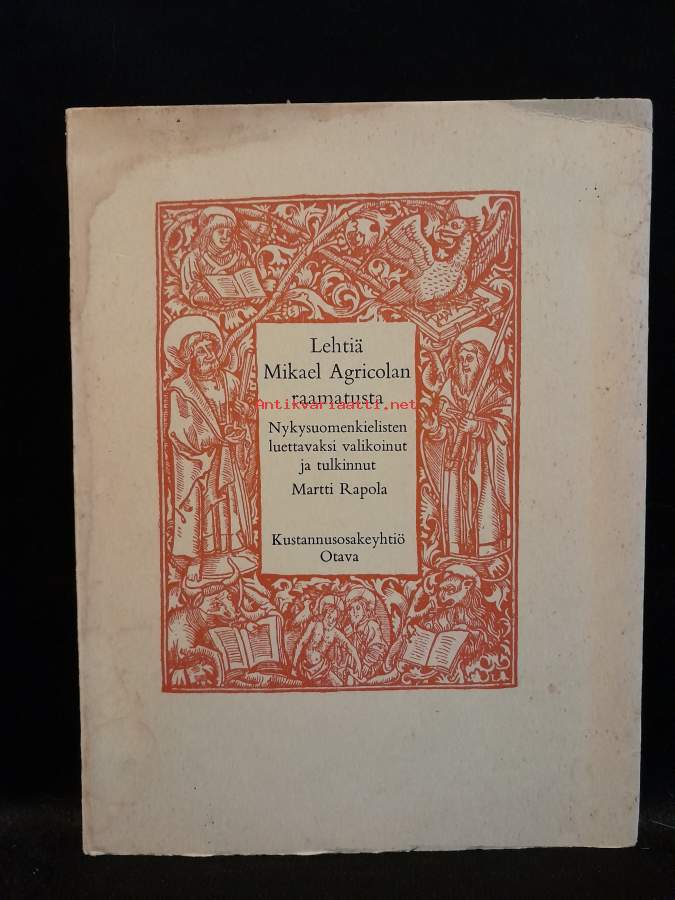 Lehtiä
Mikael Agricolan
raamatusta
Antikvariaatti.net
Nykysuomenkielisten
luettavaksi valikoinut
ja tulkinnut
Martti Rapola
Kustannusosakeyhtiö
Otava